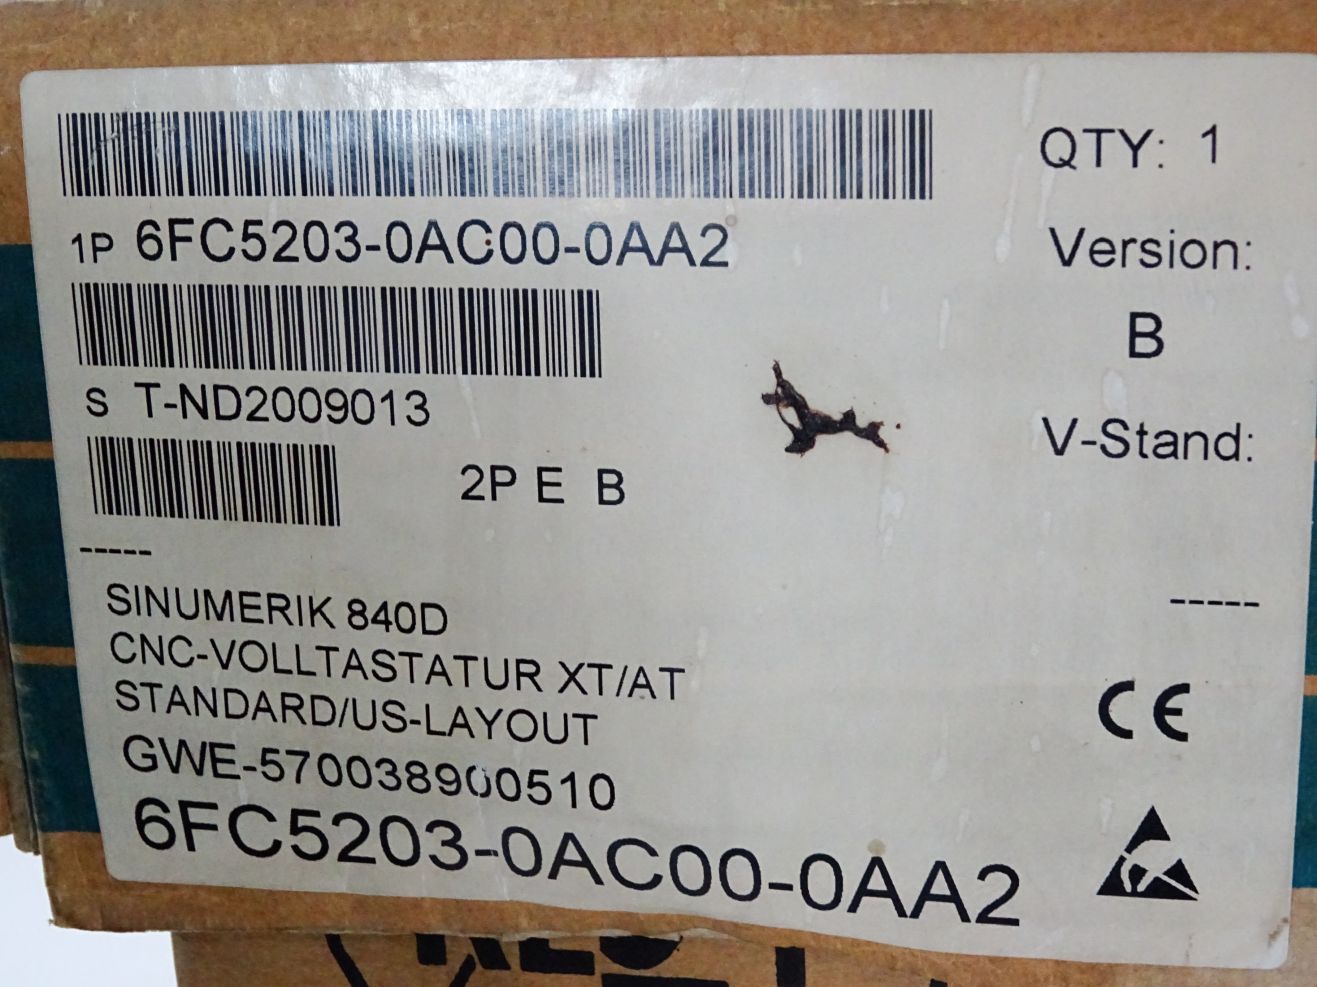 QTY: 1
1P 6FC5203-0AC00-0AA2
Version:
B
S T-ND2009013
V-Stand:
2P E B
-----
-----
SINUMERIK 840D
CNC-VOLLTASTATUR XT/AT
STANDARD/US-LAYOUT
GWE-570038900510
CE
6FC5203-0AC00-0AA2